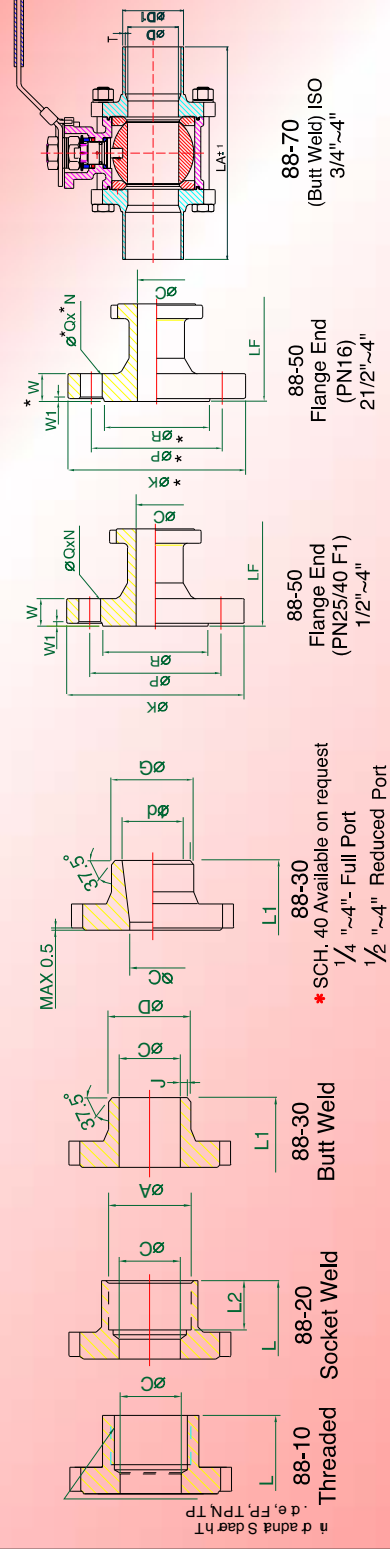 øC
L
88-10
Threaded
øC
øA
L2
L
88-20
Socket Weld
37.5°
øC
øD
J
L1
88-30
Butt Weld
MAX 0.5
37.5°
øC
ød
øG
L1
88-30
* SCH. 40 Available on request
1/4 "~4"- Full Port
1/2 "~4" Reduced Port
W1
W
øQxN
øK
øP
øR
øC
LF
88-50
Flange End
(PN25/40 F1)
1/2"~4"
*
W1
W
ø*Qx*N
øK *
øP *
øR *
øC
LF
88-50
Flange End
(PN16)
21/2"~4"
T
øD
øD1
LA±1
88-70
(Butt Weld) ISO
3/4"~4"